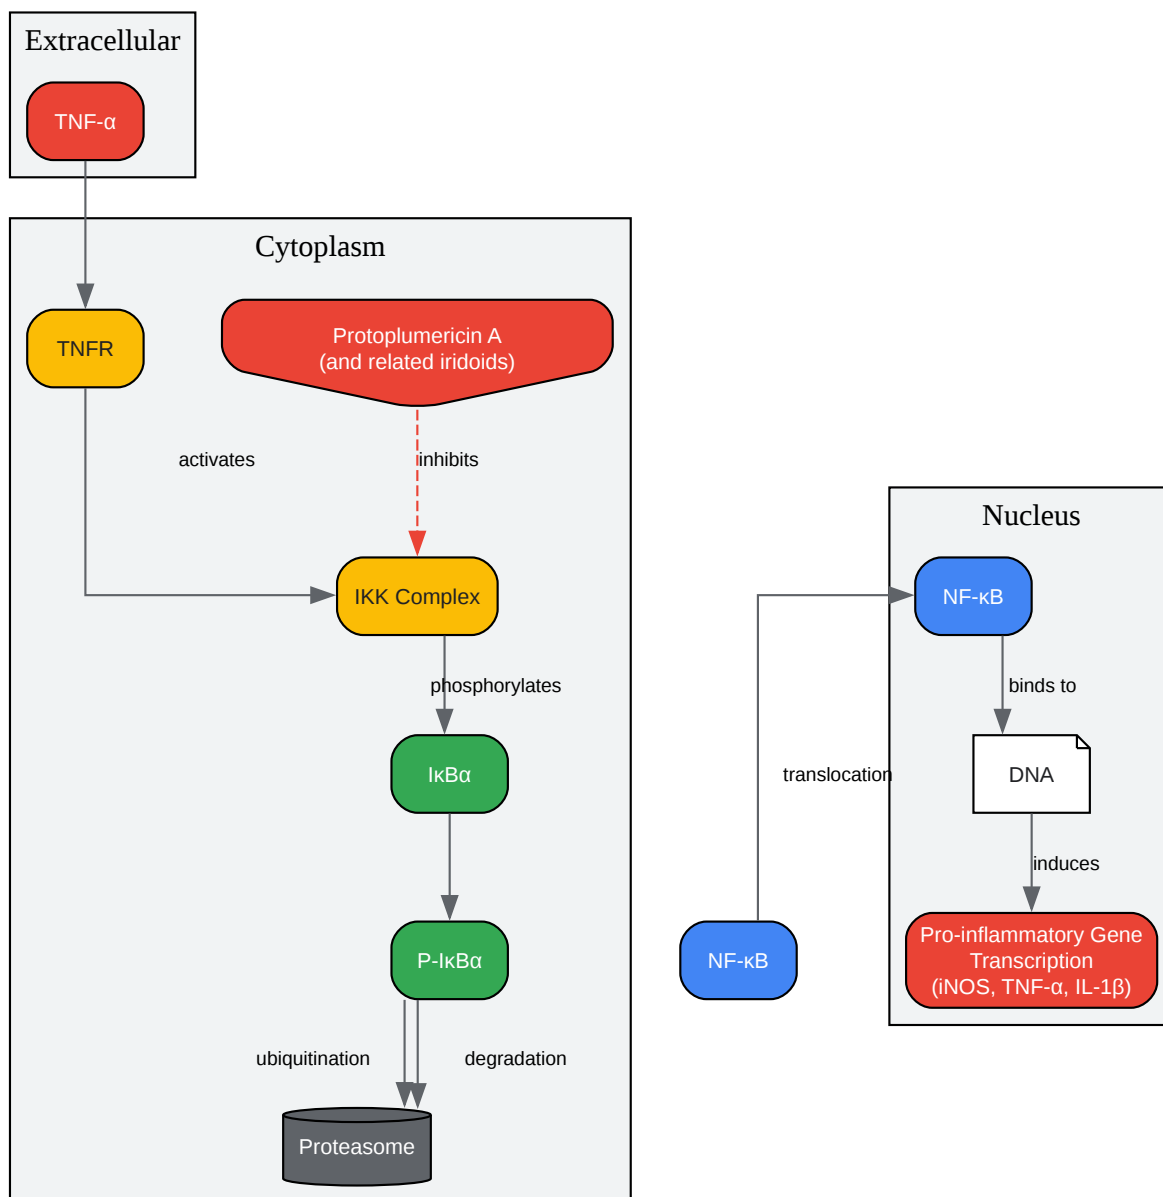 Extracellular
TNF-α
Cytoplasm
TNFR
Protoplumericin A
(and related iridoids)
activates
inhibits
IKK Complex
phosphorylates
IκBα
P-IκBα
ubiquitination
degradation
Proteasome
NF-κB
translocation
Nucleus
NF-κB
binds to
DNA
induces
Pro-inflammatory Gene
Transcription
(iNOS, TNF-α, IL-1β)